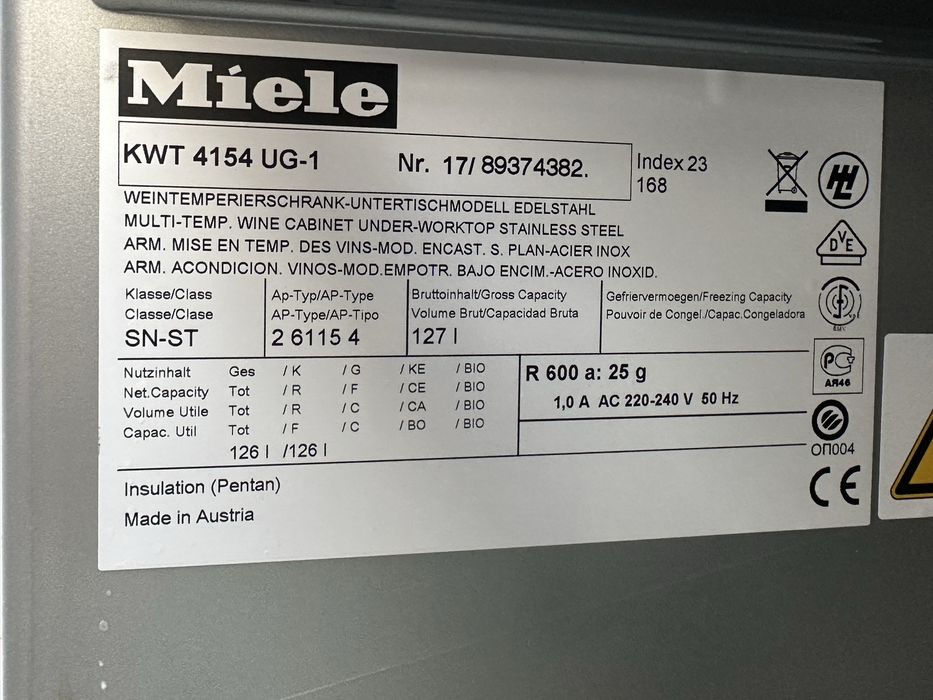 Miele
KWT 4154 UG-1 Nr. 17/ 89374382.
Index 23
168
WEINTEMPERIERSCHRANK-UNTERTISCHMODELL EDELSTAHL
MULTI-TEMP. WINE CABINET UNDER-WORKTOP STAINLESS STEEL
ARM. MISE EN TEMP. DES VINS-MOD. ENCAST. S. PLAN-ACIER INOX
ARM. ACONDICION. VINOS-MOD.EMPOTR. BAJO ENCIM.-ACERO INOXID.
Klasse/Class
Classe/Clase
SN-ST
Ap-Typ/AP-Type
AP-Type/AP-Tipo
2 6115 4
Bruttoinhalt/Gross Capacity
Volume Brut/Capacidad Bruta
127 l
Gefriervermoegen/Freezing Capacity
Pouvoir de Congel./Capac.Congeladora
Nutzinhalt Ges / K / G / KE / BIO
Net.Capacity Tot / R / F / CE / BIO
Volume Utile Tot / R / C / CA / BIO
Capac. Util Tot / F / C / BO / BIO
126 l /126 l
R 600 a: 25 g
1,0 A AC 220-240 V 50 Hz
Insulation (Pentan)
Made in Austria
DVE
РСТ
АЯ46
ОП004
CE